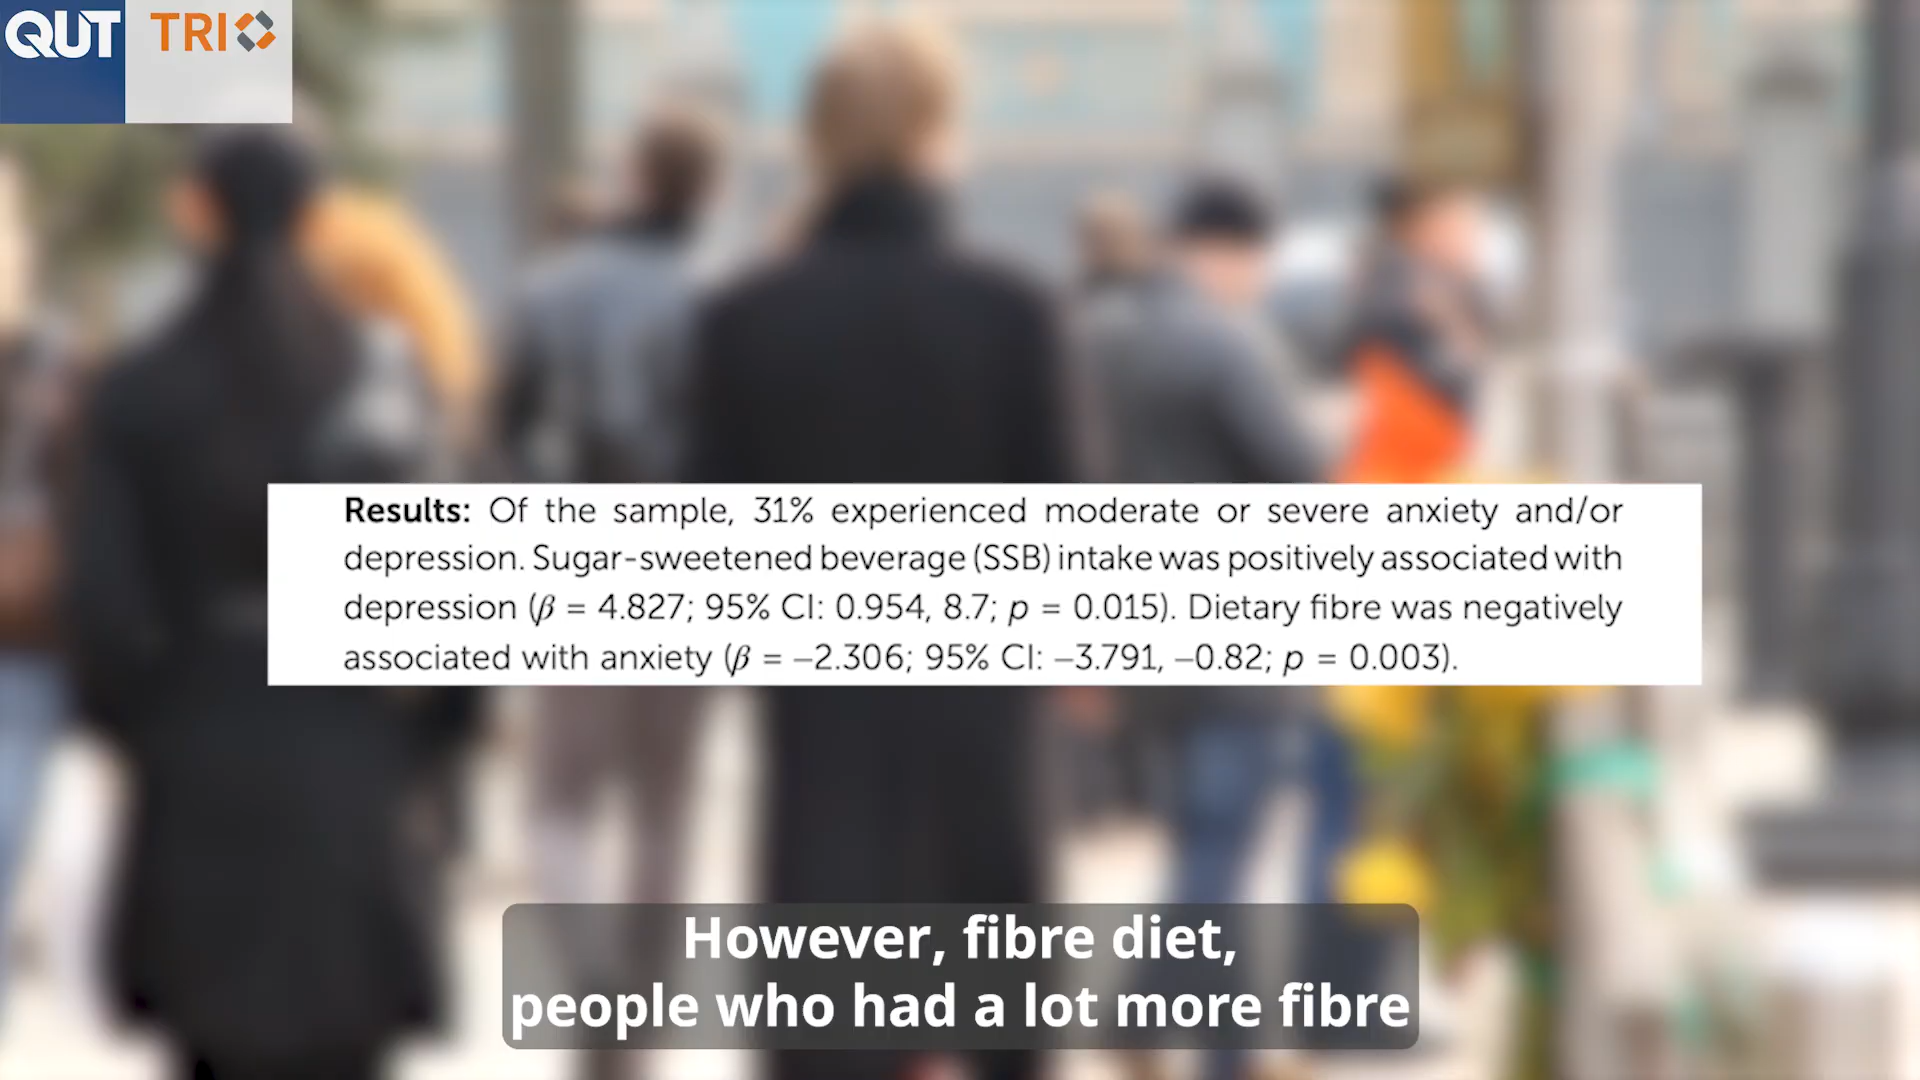 QUT TRI
Results: Of the sample, 31% experienced moderate or severe anxiety and/or
depression. Sugar-sweetened beverage (SSB) intake was positively associated with
depression (β = 4.827; 95% CI: 0.954, 8.7; p = 0.015). Dietary fibre was negatively
associated with anxiety (β = –2.306; 95% CI: –3.791, –0.82; p = 0.003).
However, fibre diet,
people who had a lot more fibre